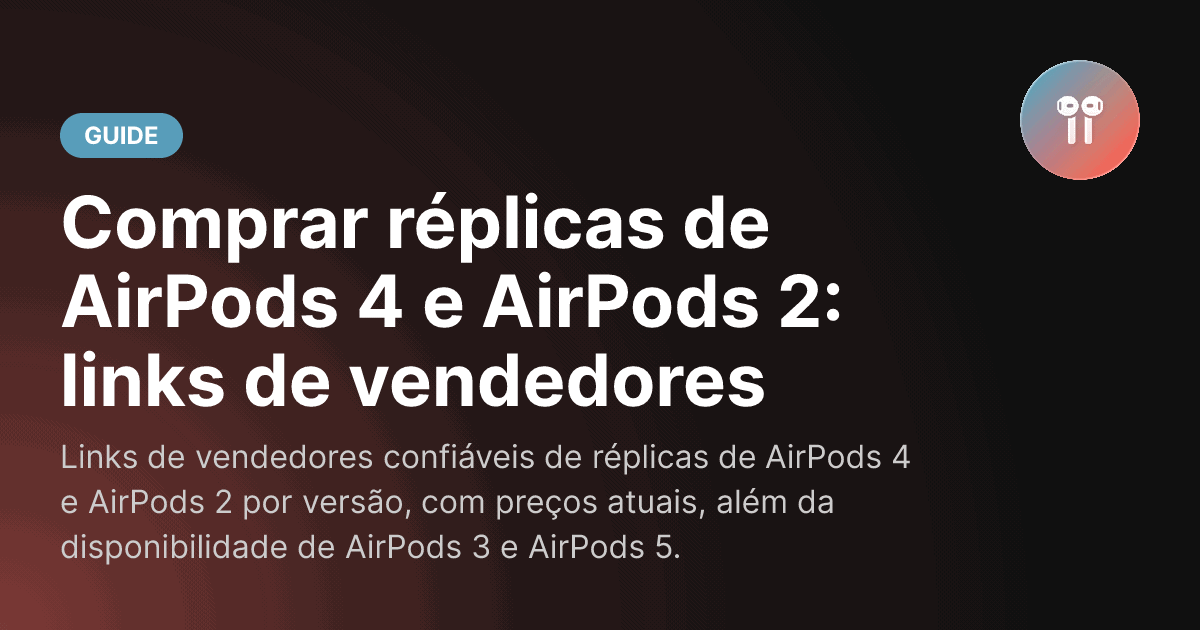 GUIDE
Comprar réplicas de
AirPods 4 e AirPods 2:
links de vendedores
Links de vendedores confiáveis de réplicas de AirPods 4
e AirPods 2 por versão, com preços atuais, além da
disponibilidade de AirPods 3 e AirPods 5.